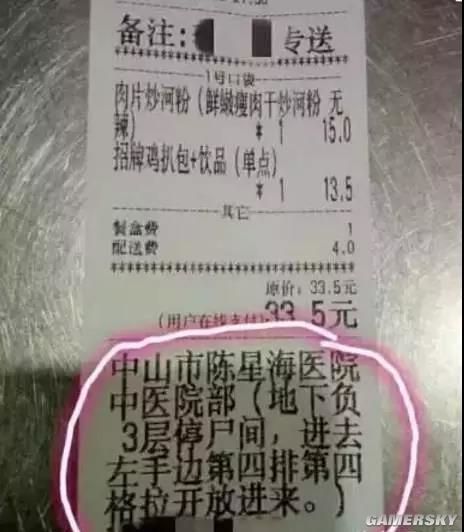 备注: 专送
1号口袋
肉片炒河粉(鲜嫩瘦肉干炒河粉 无
辣)
* 1 15.0
招牌鸡扒包+饮品(单点)
* 1 13.5
其它
餐盒费 1
配送费 4.0
原价: 33.5元
(用户在线支付) 33.5元
中山市陈星海医院
中医院部(地下负
3层停尸间,进去
左手边第四排第四
格拉开放进来。)
GAMERSKY